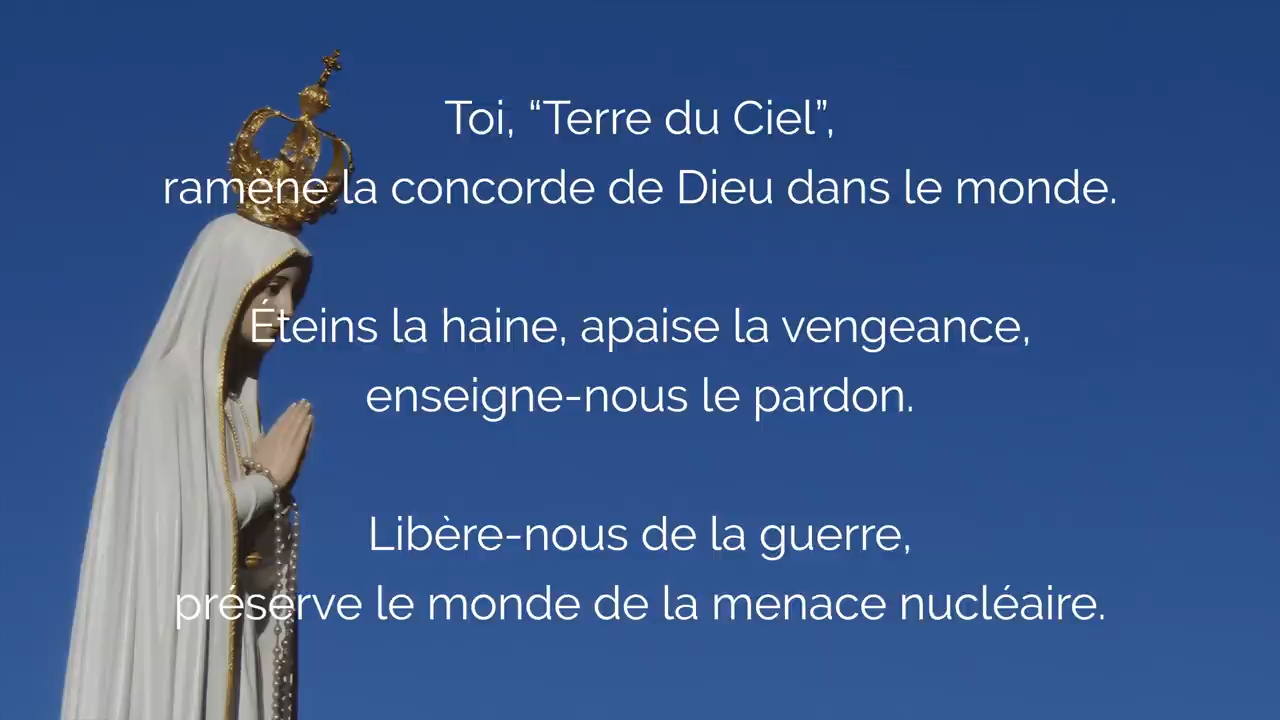 Toi, “Terre du Ciel”,
ramène la concorde de Dieu dans le monde.
Éteins la haine, apaise la vengeance,
enseigne-nous le pardon.
Libère-nous de la guerre,
préserve le monde de la menace nucléaire.